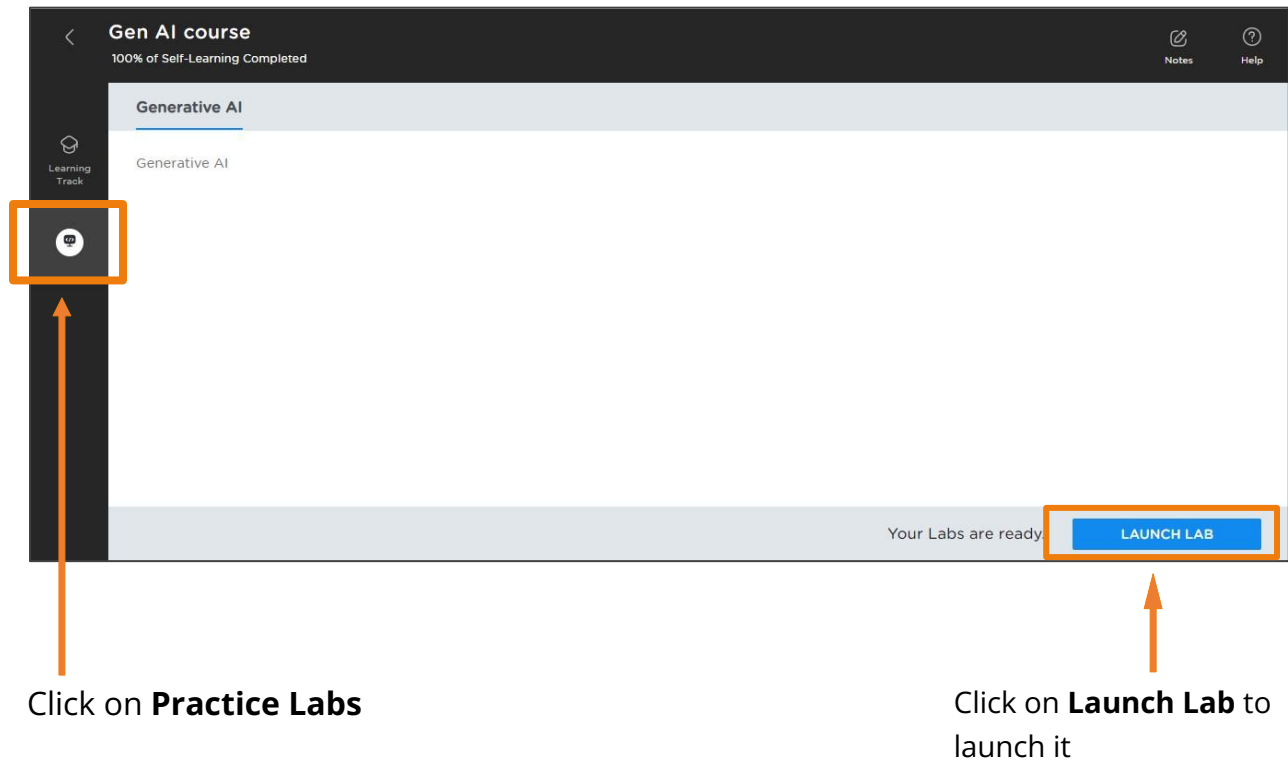 Gen AI course
100% of Self-Learning Completed
Notes
Help
Generative AI
Learning
Track
Generative AI
Your Labs are ready.
LAUNCH LAB
Click on Practice Labs
Click on Launch Lab to
launch it